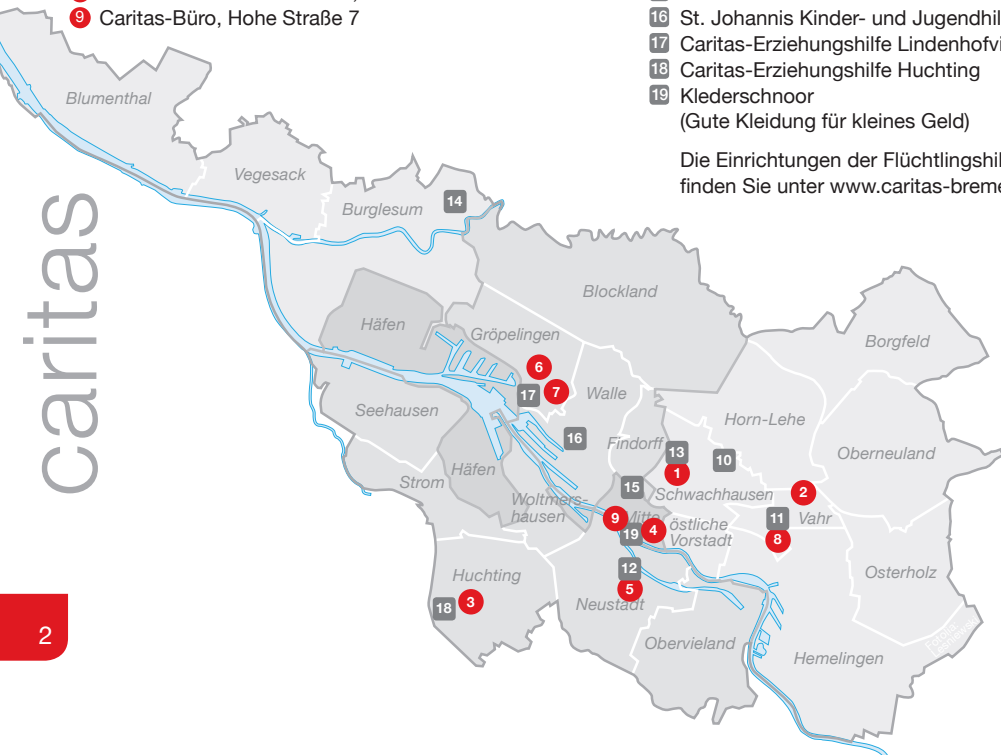 9 Caritas-Büro, Hohe Straße 7
16 St. Johannis Kinder- und Jugendhil
17 Caritas-Erziehungshilfe Lindenhofvi
18 Caritas-Erziehungshilfe Huchting
19 Klederschnoor
(Gute Kleidung für kleines Geld)
Die Einrichtungen der Flüchtlingshil
finden Sie unter www.caritas-breme
caritas
2
Blumenthal
Vegesack
Burglesum
14
Blockland
Häfen
Gröpelingen
Borgfeld
6
7
17
Walle
Seehausen
Horn-Lehe
16
Findorff
13
10
Oberneuland
Häfen
1
Strom
15
Schwachhausen
2
Woltmers-
hausen
9
Mitte
4
19
östliche
Vorstadt
11
Vahr
8
12
Huchting
Osterholz
5
18
3
Neustadt
Obervieland
Hemelingen